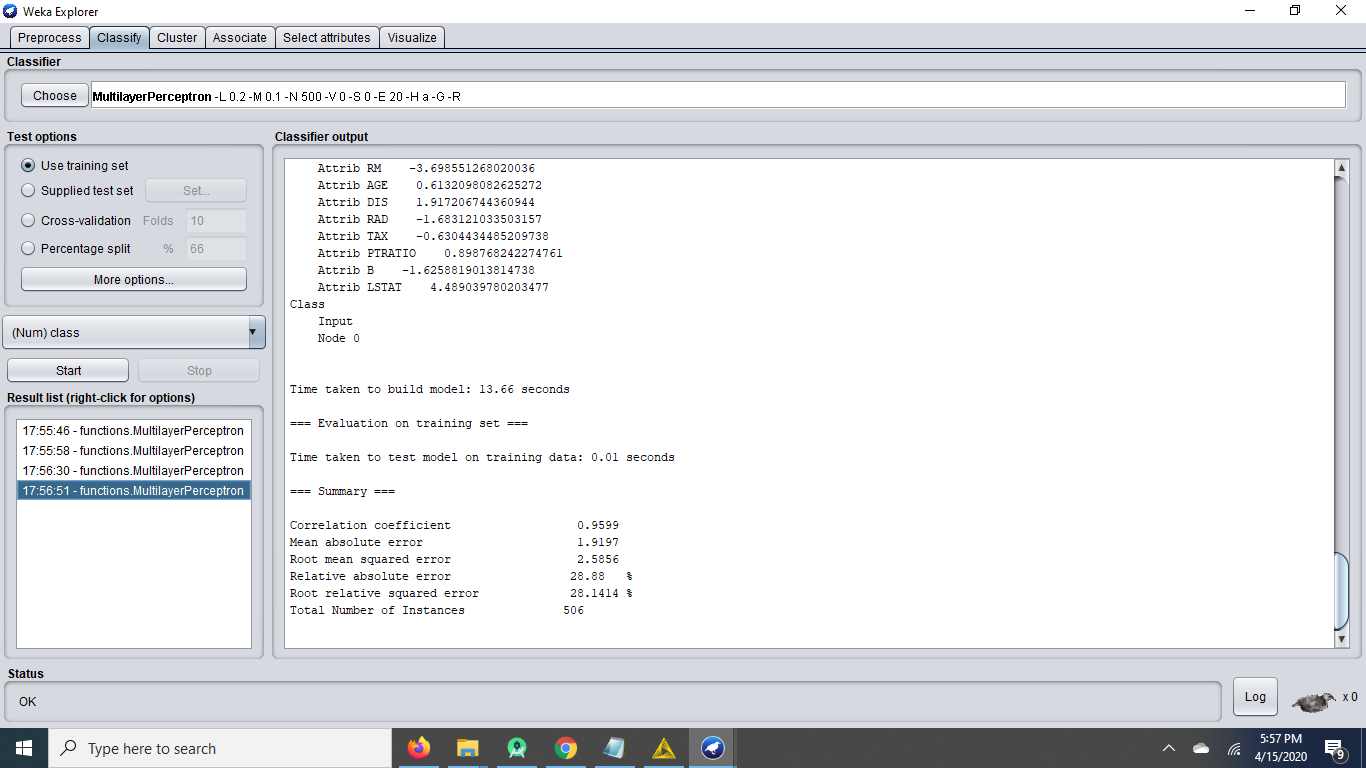 Weka Explorer
Preprocess Classify Cluster Associate Select attributes Visualize
Classifier
Choose MultilayerPerceptron -L 0.2 -M 0.1 -N 500 -V 0 -S 0 -E 20 -H a -G -R
Test options
Use training set
Supplied test set Set...
Cross-validation Folds 10
Percentage split % 66
More options...
(Num) class
Start Stop
Result list (right-click for options)
17:55:46 - functions.MultilayerPerceptron
17:55:58 - functions.MultilayerPerceptron
17:56:30 - functions.MultilayerPerceptron
17:56:51 - functions.MultilayerPerceptron
Classifier output
Attrib RM -3.698551268020036
Attrib AGE 0.6132098082625272
Attrib DIS 1.917206744360944
Attrib RAD -1.683121033503157
Attrib TAX -0.6304434485209738
Attrib PTRATIO 0.898768242274761
Attrib B -1.6258819013814738
Attrib LSTAT 4.489039780203477
Class
Input
Node 0
Time taken to build model: 13.66 seconds
=== Evaluation on training set ===
Time taken to test model on training data: 0.01 seconds
=== Summary ===
Correlation coefficient 0.9599
Mean absolute error 1.9197
Root mean squared error 2.5856
Relative absolute error 28.88 %
Root relative squared error 28.1414 %
Total Number of Instances 506
Status
OK
Log x 0
Type here to search
5:57 PM
4/15/2020
9